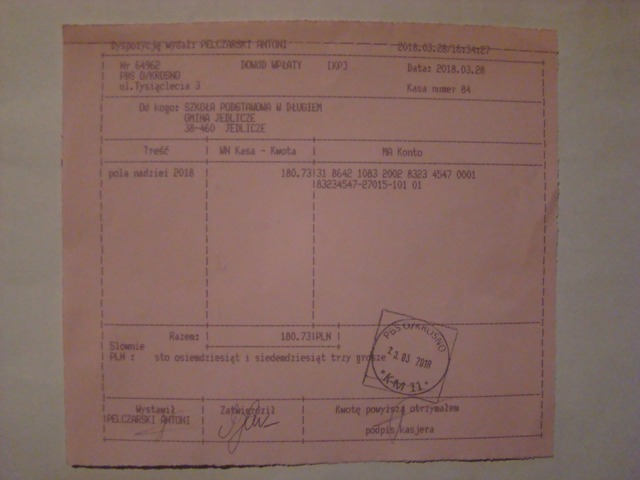 Dyspozycję wydał: PELCZARSKI ANTONI 2018.03.28/16:34:27
Nr 64962 DOWOD WPŁATY [KP] Data: 2018.03.28
PBS O/KROSNO
ul.Tysiąclecia 3 Kasa numer 84
Od kogo: SZKOŁA PODSTAWOWA W DŁUGIEM
GMINA JEDLICZE
38-460 JEDLICZE
Treść WN Kasa - Kwota MA Konto
pola nadziei 2018 180.73 31 8642 1083 2002 8323 4547 0001
83234547-27015-101 01
Razem: 180.73 PLN
Słownie
PLN : sto osiemdziesiąt i siedemdziesiąt trzy grosze
PBS O/KROSNO
03 2018
*K-M 11*
Wystawił Zatwierdził Kwotę powyższą otrzymałem
PELCZARSKI ANTONI
podpis kasjera